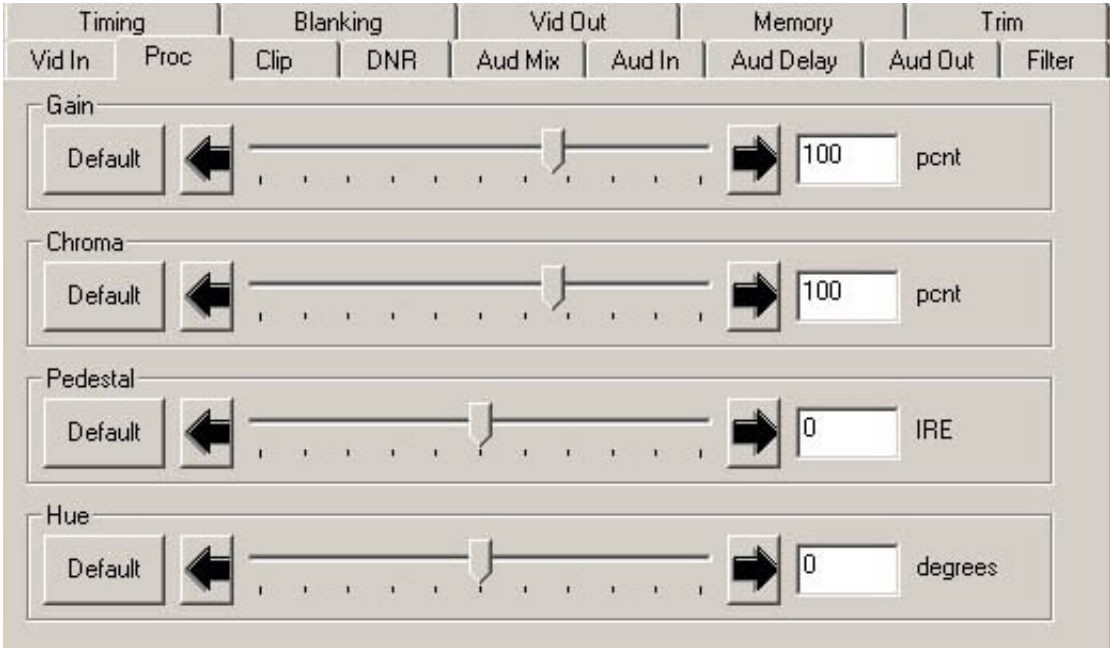 Timing Blanking Vid Out Memory Trim
Vid In Proc Clip DNR Aud Mix Aud In Aud Delay Aud Out Filter
Gain
Default 100 pcnt
Chroma
Default 100 pcnt
Pedestal
Default 0 IRE
Hue
Default 0 degrees